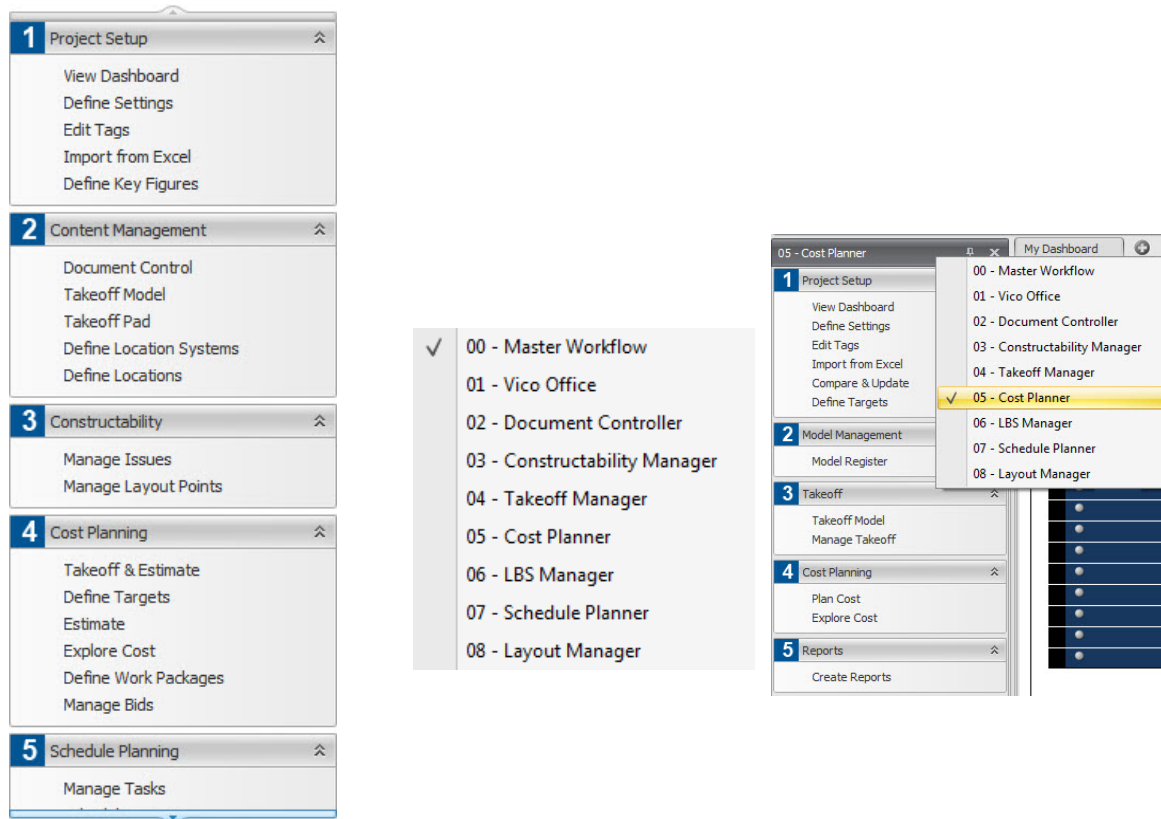 1 Project Setup
View Dashboard
Define Settings
Edit Tags
Import from Excel
Define Key Figures
2 Content Management
Document Control
Takeoff Model
Takeoff Pad
Define Location Systems
Define Locations
3 Constructability
Manage Issues
Manage Layout Points
4 Cost Planning
Takeoff & Estimate
Define Targets
Estimate
Explore Cost
Define Work Packages
Manage Bids
5 Schedule Planning
Manage Tasks
00 - Master Workflow
01 - Vico Office
02 - Document Controller
03 - Constructability Manager
04 - Takeoff Manager
05 - Cost Planner
06 - LBS Manager
07 - Schedule Planner
08 - Layout Manager
05 - Cost Planner
1 Project Setup
View Dashboard
Define Settings
Edit Tags
Import from Excel
Compare & Update
Define Targets
2 Model Management
Model Register
3 Takeoff
Takeoff Model
Manage Takeoff
4 Cost Planning
Plan Cost
Explore Cost
5 Reports
Create Reports
My Dashboard
00 - Master Workflow
01 - Vico Office
02 - Document Controller
03 - Constructability Manager
04 - Takeoff Manager
05 - Cost Planner
06 - LBS Manager
07 - Schedule Planner
08 - Layout Manager